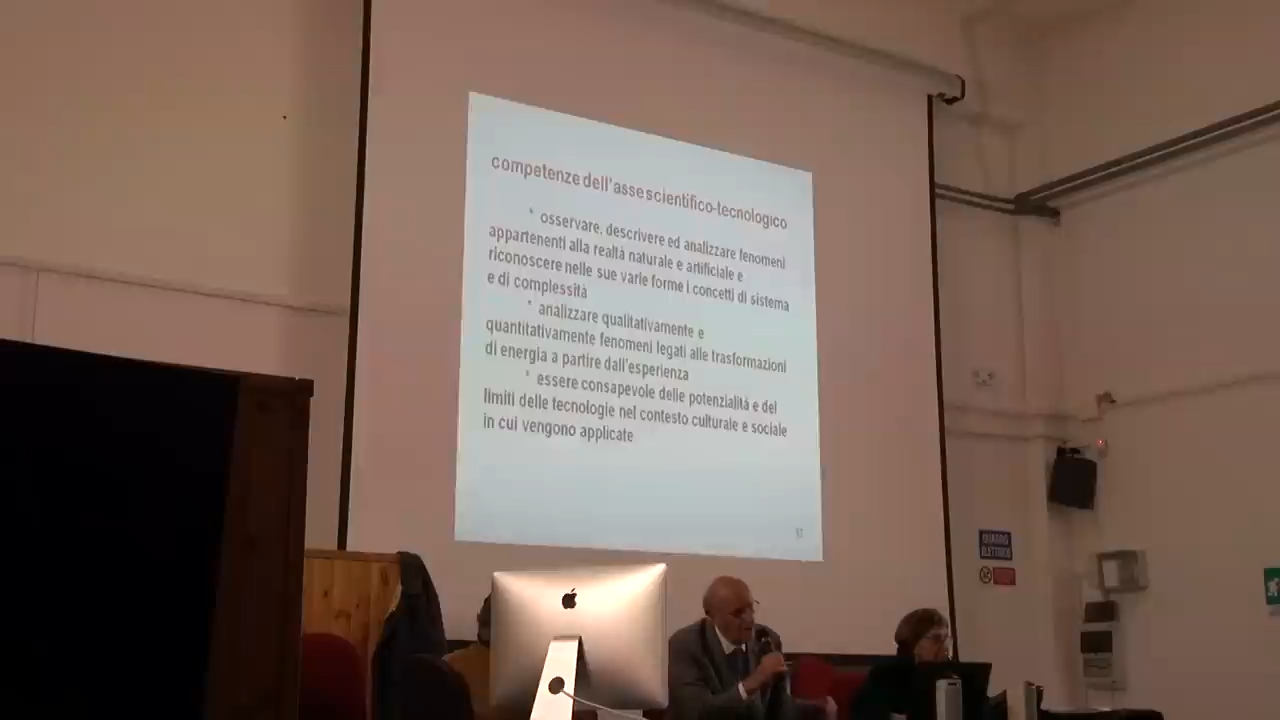 competenze dell'asse scientifico-tecnologico
* osservare, descrivere ed analizzare fenomeni
appartenenti alla realtà naturale e artificiale e
riconoscere nelle sue varie forme i concetti di sistema
e di complessità
* analizzare qualitativamente e
quantitativamente fenomeni legati alle trasformazioni
di energia a partire dall'esperienza
* essere consapevole delle potenzialità e dei
limiti delle tecnologie nel contesto culturale e sociale
in cui vengono applicate
QUADRO
ELETTRICO